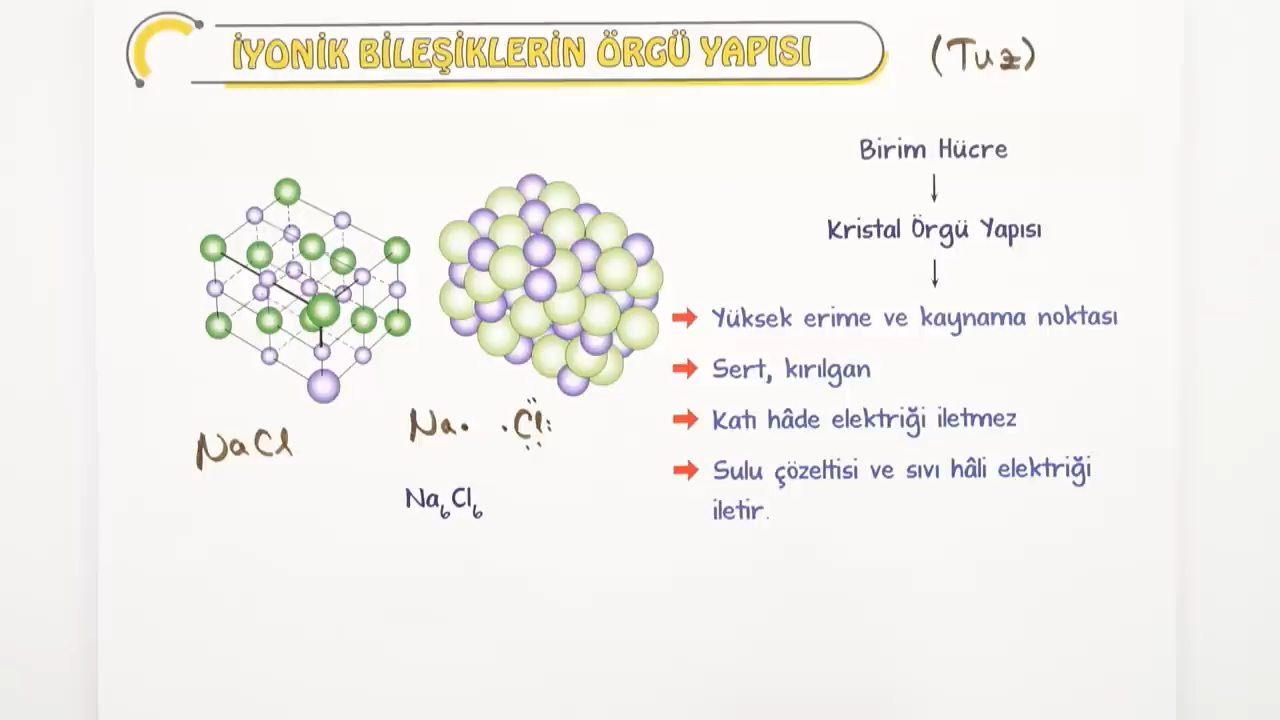 İYONİK BİLEŞİKLERİN ÖRGÜ YAPISI
(Tuz)
Birim Hücre
↓
Kristal Örgü Yapısı
↓
➡ Yüksek erime ve kaynama noktası
➡ Sert, kırılgan
➡ Katı hâde elektriği iletmez
➡ Sulu çözeltisi ve sıvı hâli elektriği
iletir.
NaCl
Na· ·Cl:
Na₆Cl₆